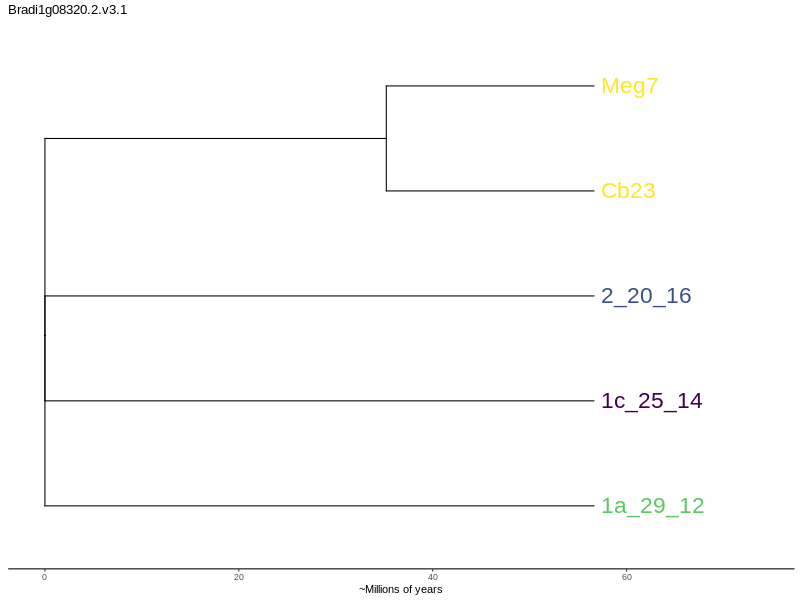 Bradi1g08320.2.v3.1
Meg7
Cb23
2_20_16
1c_25_14
1a_29_12
0 20 40 60
~Millions of years